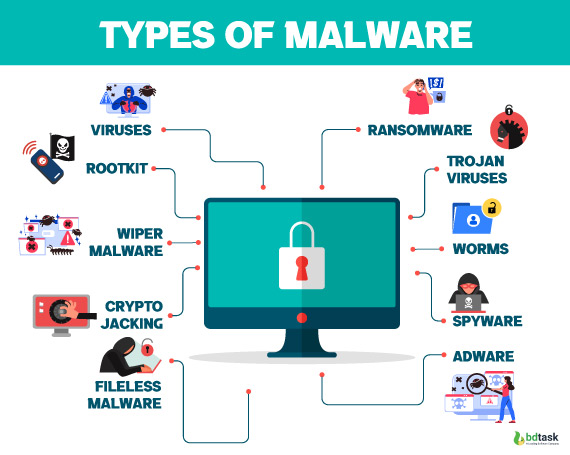 TYPES OF MALWARE
VIRUSES
RANSOMWARE
ROOTKIT
TROJAN
VIRUSES
WIPER
MALWARE
WORMS
CRYPTO
JACKING
SPYWARE
FILELESS
MALWARE
ADWARE
bdtask